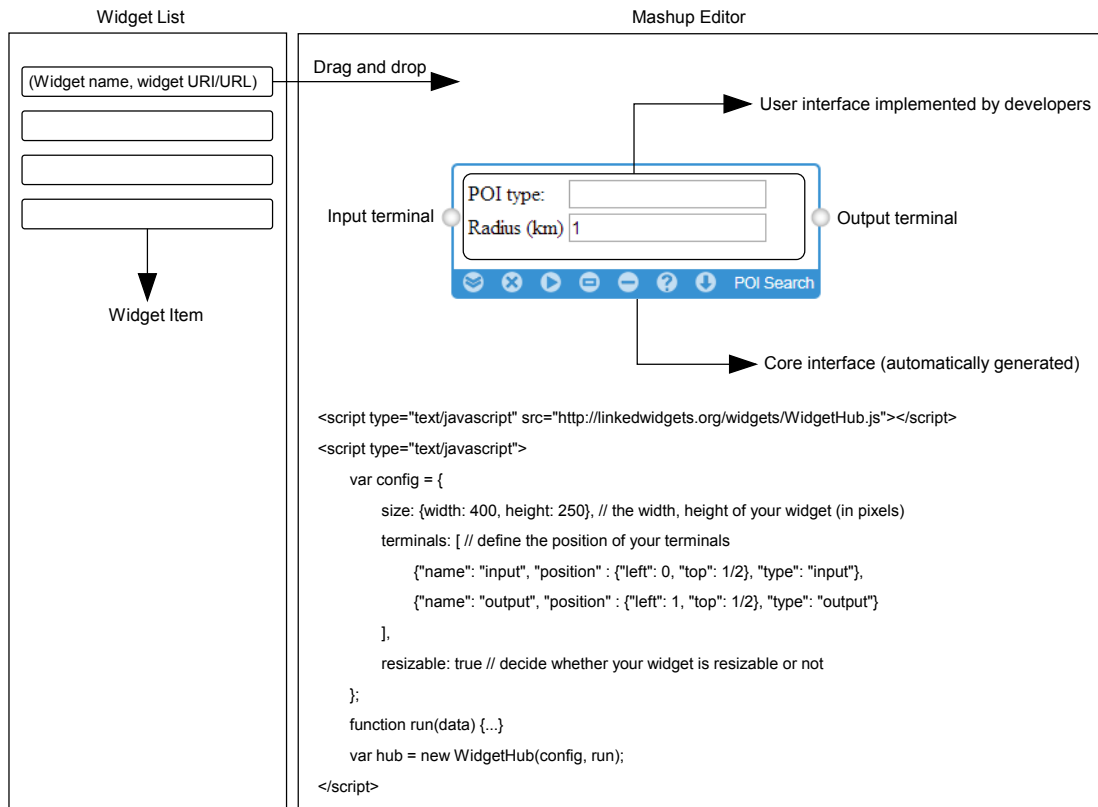 Widget List
Mashup Editor
(Widget name, widget URI/URL)
Drag and drop
User interface implemented by developers
POI type:
Input terminal
Output terminal
Radius (km) 1
POI Search
Widget Item
Core interface (automatically generated)
<script type="text/javascript" src="http://linkedwidgets.org/widgets/WidgetHub.js"></script>
<script type="text/javascript">
var config = {
size: {width: 400, height: 250}, // the width, height of your widget (in pixels)
terminals: [ // define the position of your terminals
{"name": "input", "position" : {"left": 0, "top": 1/2}, "type": "input"},
{"name": "output", "position" : {"left": 1, "top": 1/2}, "type": "output"}
],
resizable: true // decide whether your widget is resizable or not
};
function run(data) {...}
var hub = new WidgetHub(config, run);
</script>